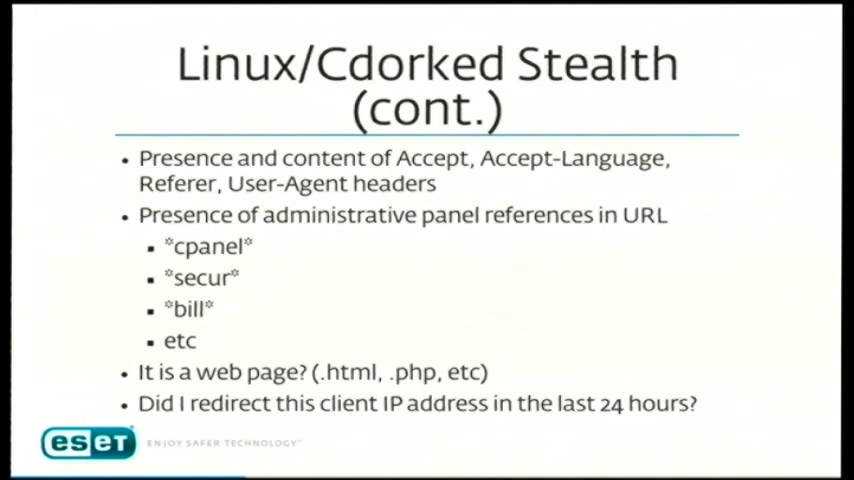 Linux/Cdorked Stealth
(cont.)
• Presence and content of Accept, Accept-Language,
Referer, User-Agent headers
• Presence of administrative panel references in URL
▪ *cpanel*
▪ *secur*
▪ *bill*
▪ etc
• It is a web page? (.html, .php, etc)
• Did I redirect this client IP address in the last 24 hours?
eseT ENJOY SAFER TECHNOLOGY™